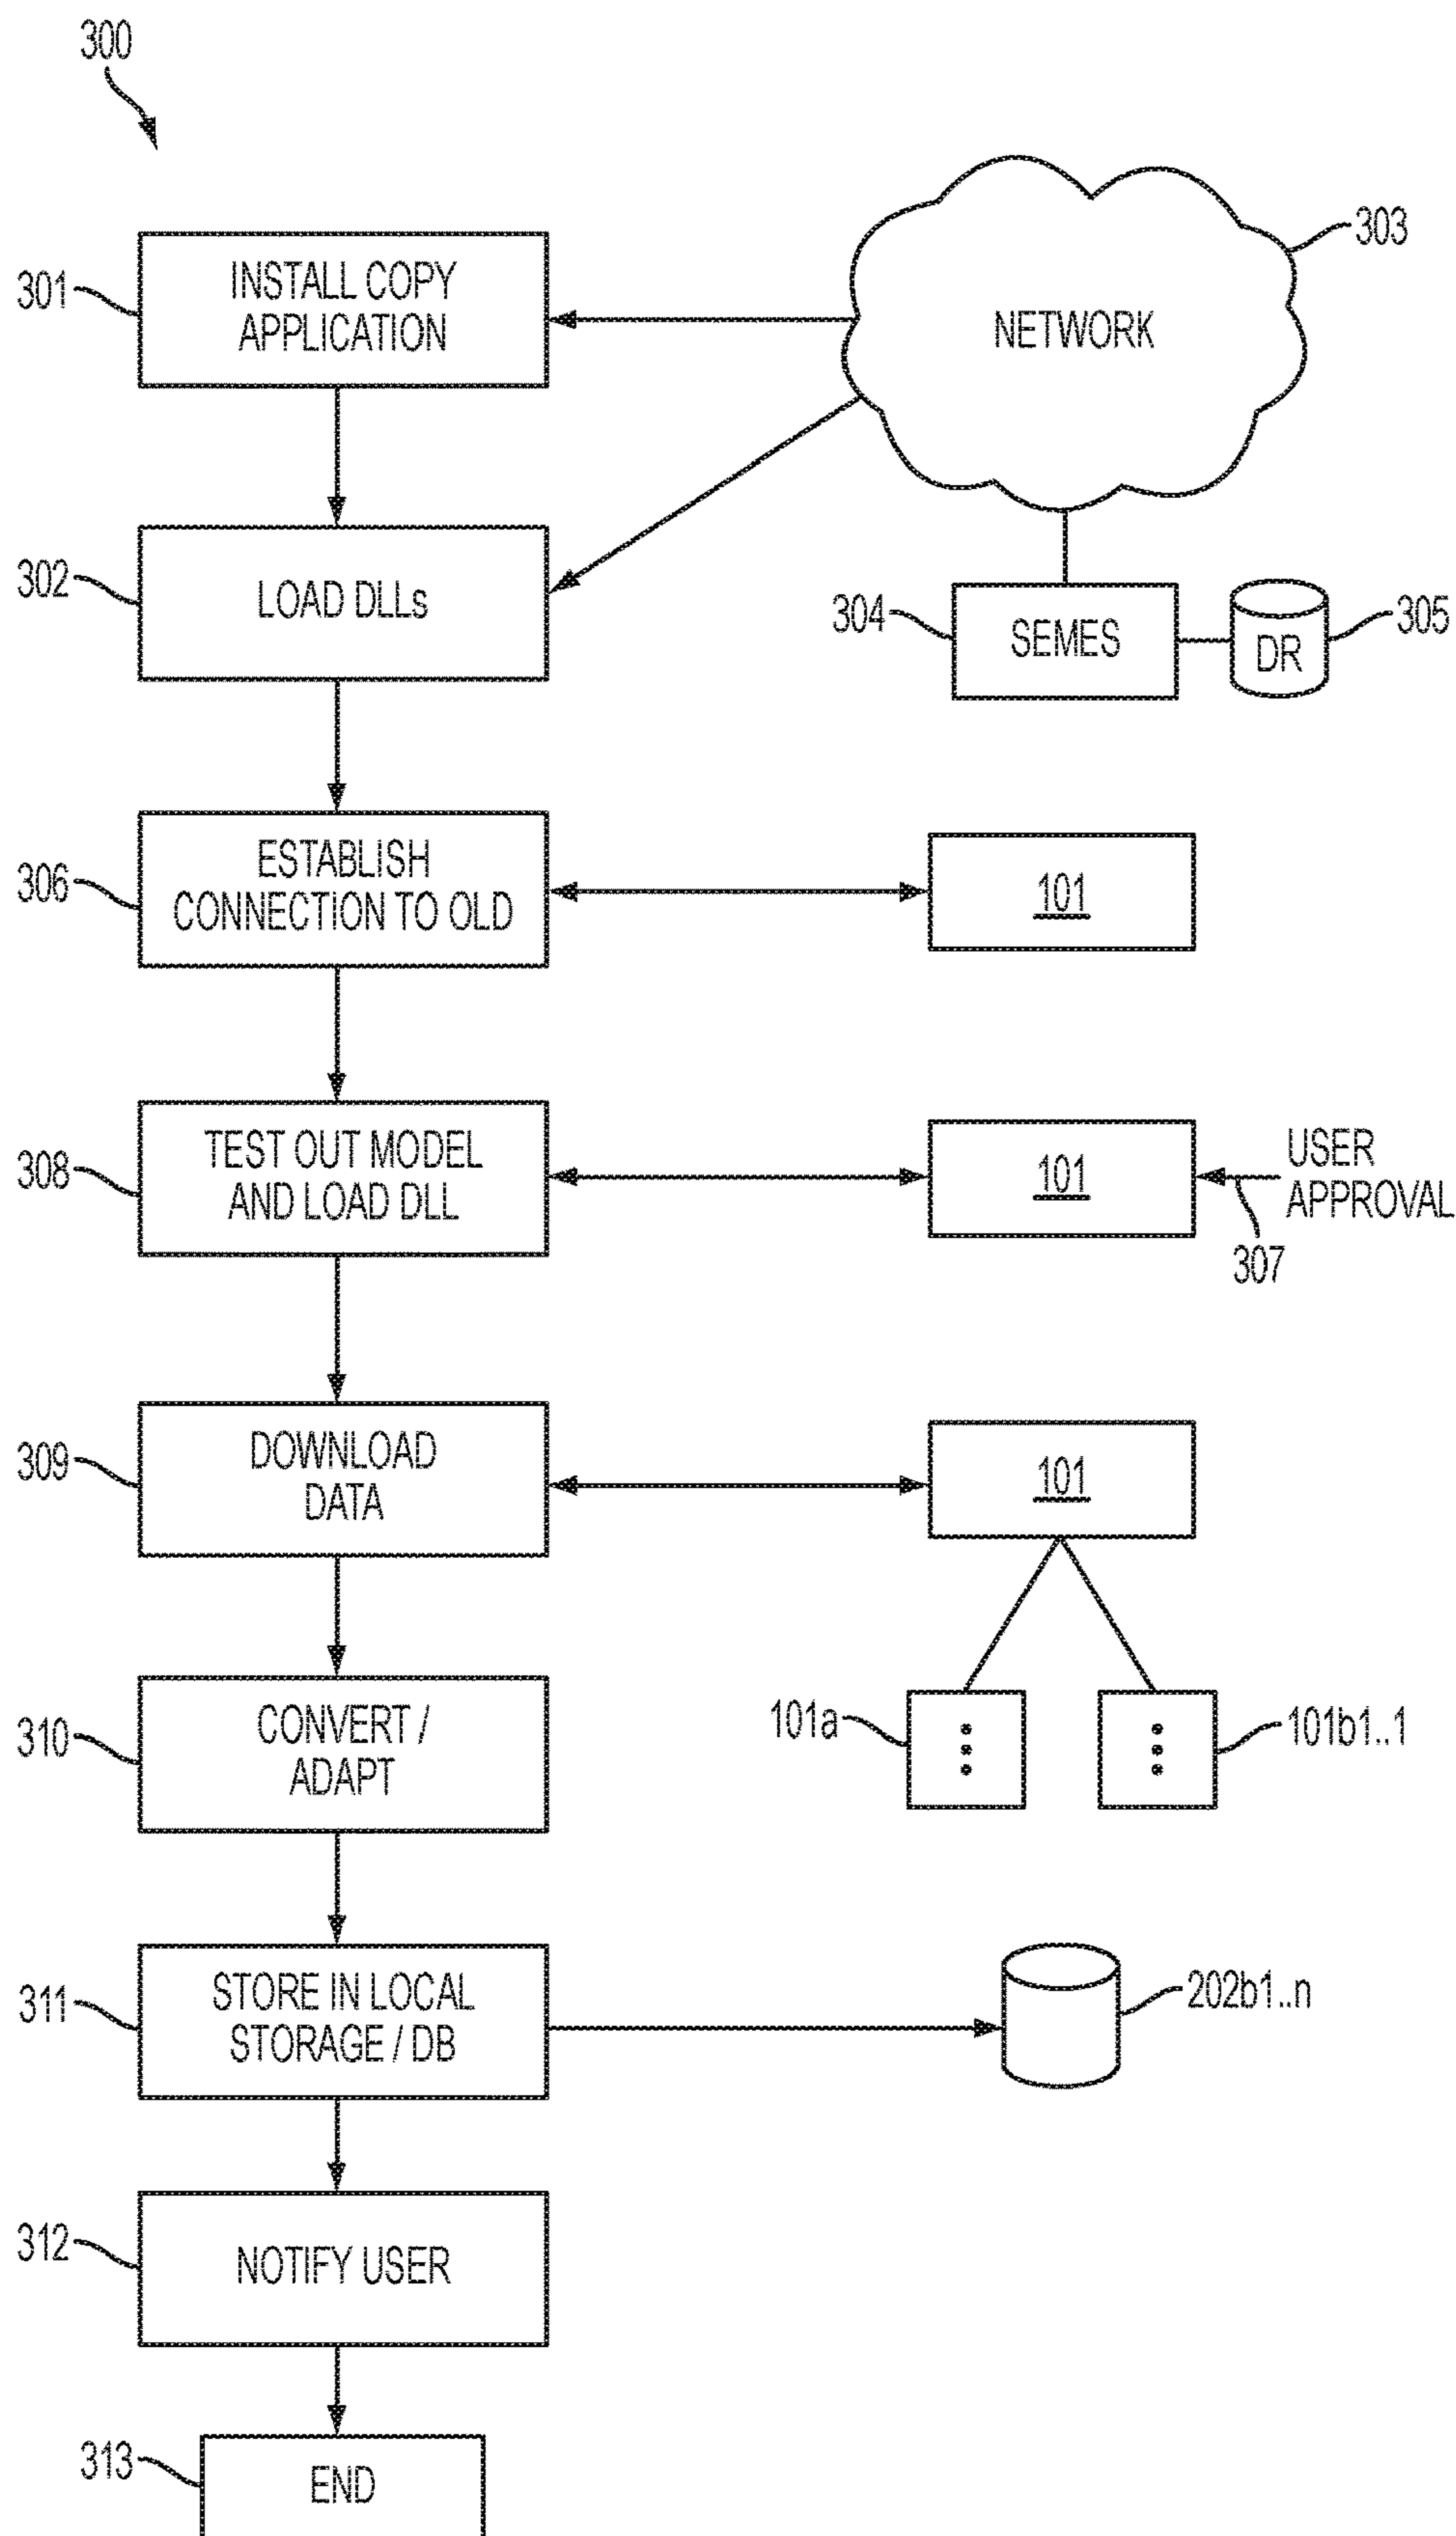 300
303
301
INSTALL COPY
APPLICATION
NETWORK
302
LOAD DLLs
304
SEMES
DR
305
306
ESTABLISH
CONNECTION TO OLD
101
308
TEST OUT MODEL
AND LOAD DLL
101
USER
APPROVAL
307
309
DOWNLOAD
DATA
101
310
CONVERT /
ADAPT
101a
101b1..1
311
STORE IN LOCAL
STORAGE / DB
202b1..n
312
NOTIFY USER
313
END